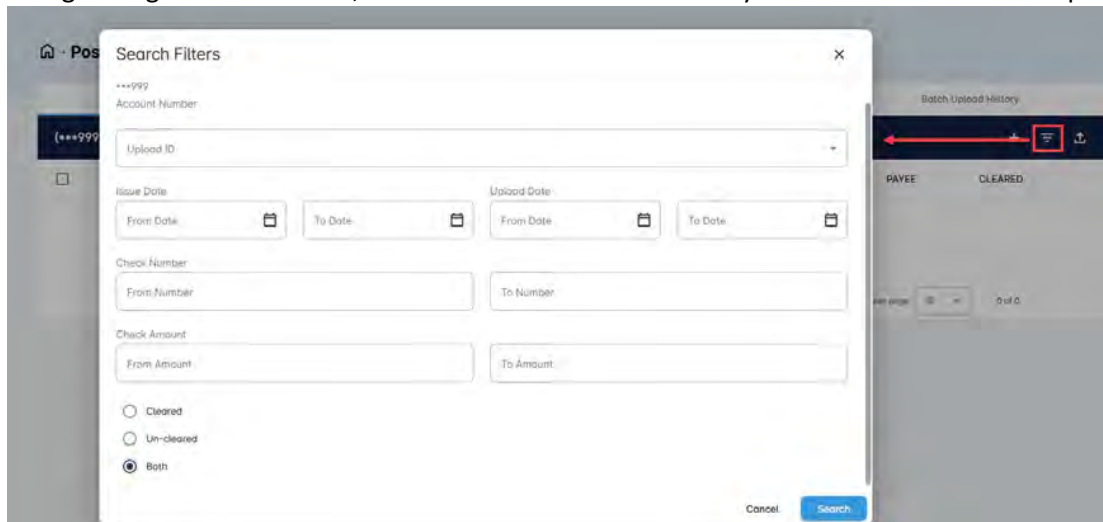 Pos
Search Filters
***999
Account Number
Batch Upload History
(***999
Upload ID
PAYEE CLEARED
Issue Date Upload Date
From Date To Date From Date To Date
Check Number
From Number To Number
page 0 of 0
Check Amount
From Amount To Amount
Cleared
Un-cleared
Both
Cancel Search